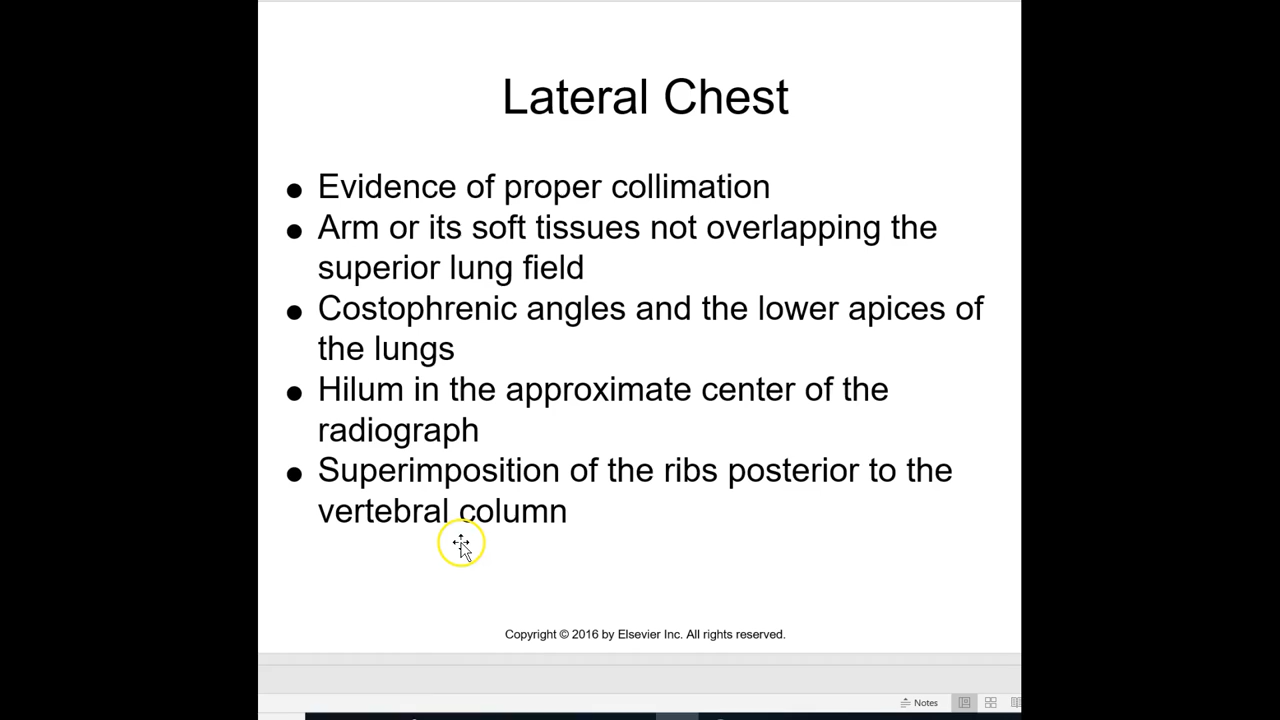 Lateral Chest
● Evidence of proper collimation
● Arm or its soft tissues not overlapping the
superior lung field
● Costophrenic angles and the lower apices of
the lungs
● Hilum in the approximate center of the
radiograph
● Superimposition of the ribs posterior to the
vertebral column
Copyright © 2016 by Elsevier Inc. All rights reserved.
Notes